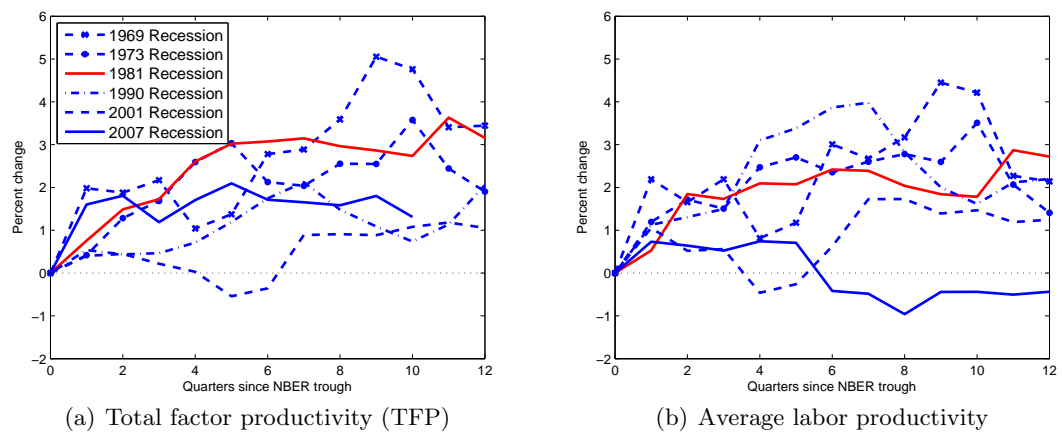 6
5
4
3
2
1
0
−1
−2
Percent change
1969 Recession
1973 Recession
1981 Recession
1990 Recession
2001 Recession
2007 Recession
0 2 4 6 8 10 12
Quarters since NBER trough
(a) Total factor productivity (TFP)
6
5
4
3
2
1
0
−1
−2
Percent change
0 2 4 6 8 10 12
Quarters since NBER trough
(b) Average labor productivity